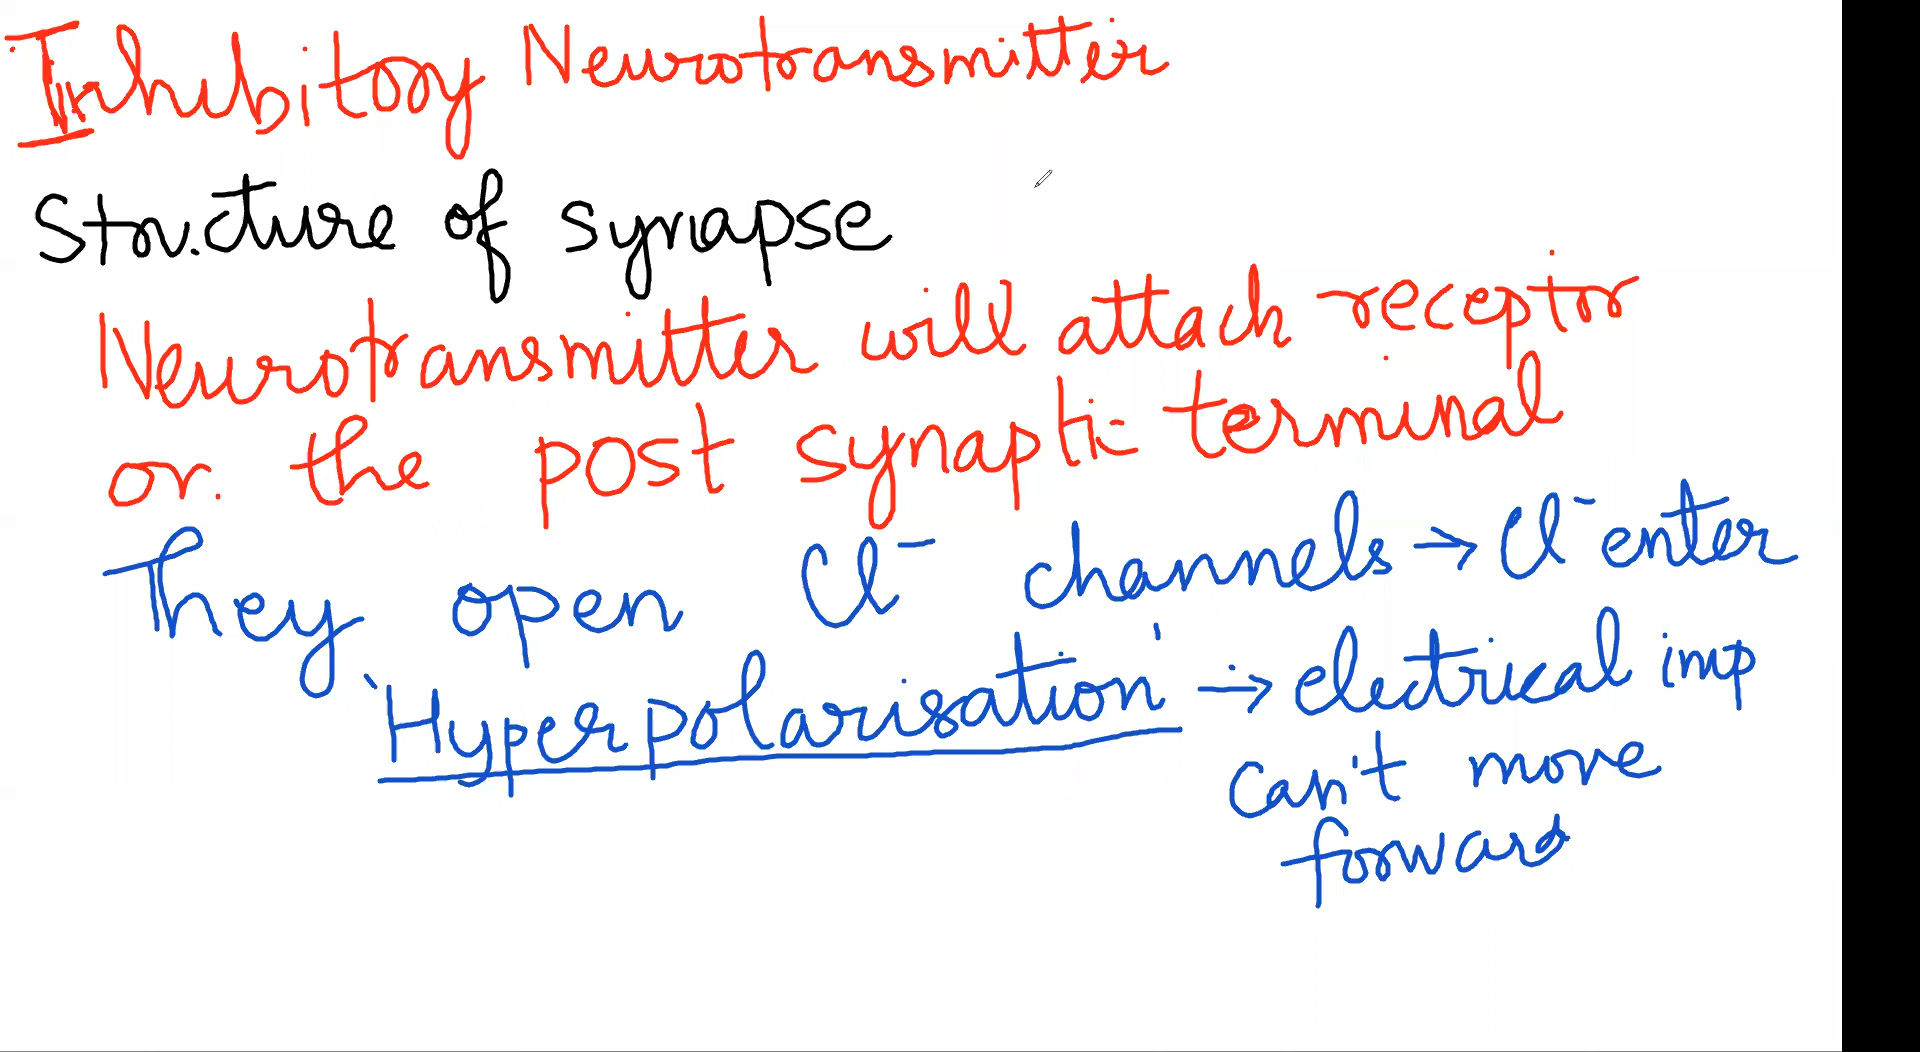 Inhibitory Neurotransmitter
Structure of synapse
Neurotransmitter will attach receptor
on the post synaptic terminal
They open Cl⁻ channels → Cl⁻ enter
'Hyperpolarisation' → electrical imp
can't move
forward